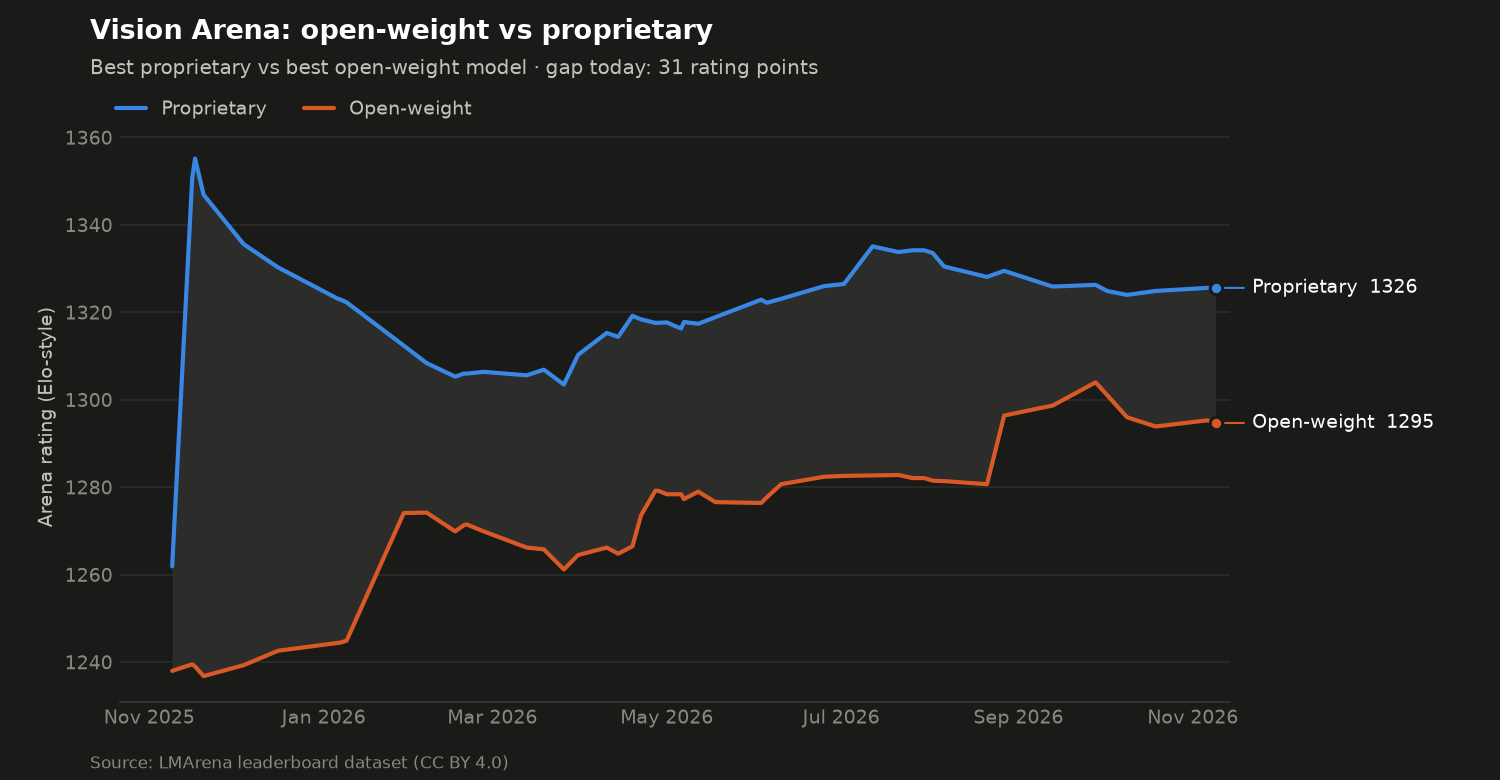 Vision Arena: open-weight vs proprietary
Best proprietary vs best open-weight model · gap today: 31 rating points
Proprietary
Open-weight
Arena rating (Elo-style)
1360
1340
1320
1300
1280
1260
1240
Proprietary 1326
Open-weight 1295
Nov 2025
Jan 2026
Mar 2026
May 2026
Jul 2026
Sep 2026
Nov 2026
Source: LMArena leaderboard dataset (CC BY 4.0)